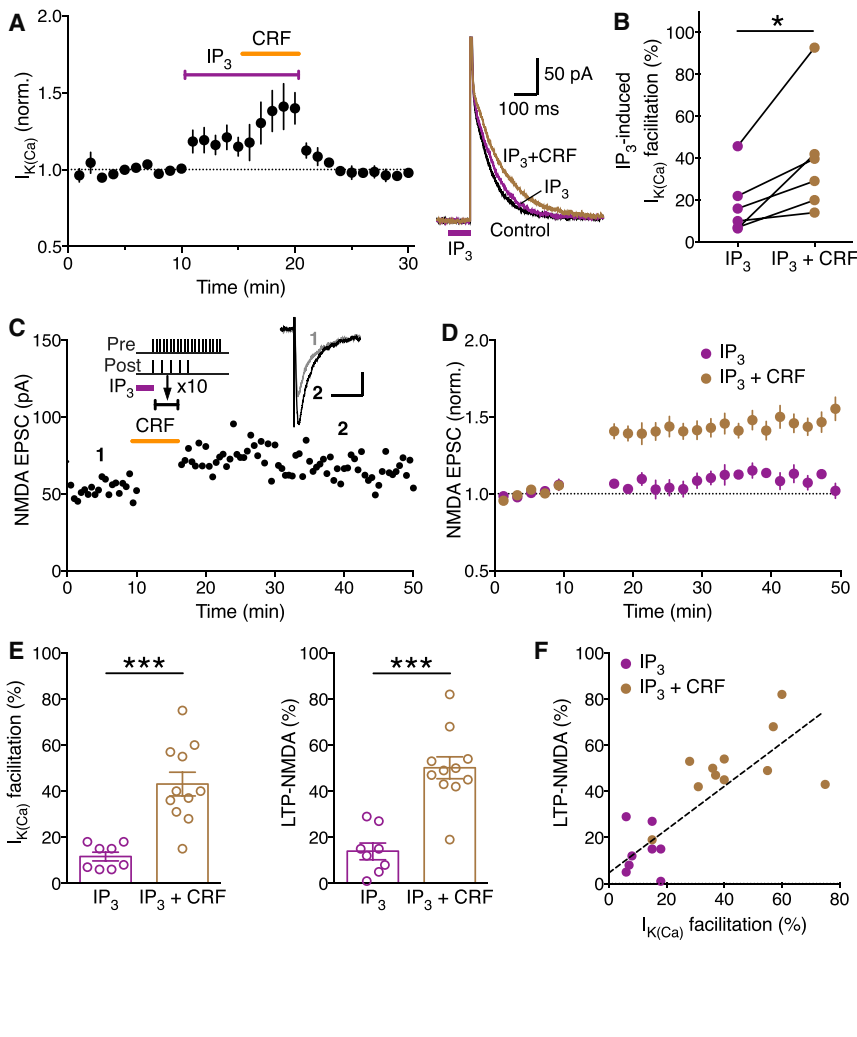 A
2.0
1.5
1.0
0.5
I_K(Ca) (norm.)
IP3
CRF
0 10 20 30
Time (min)
50 pA
100 ms
IP3+CRF
IP3
Control
IP3
B
*
100
80
60
40
20
0
IP3-induced
I_K(Ca) facilitation (%)
IP3 IP3 + CRF
C
150
100
50
0
NMDA EPSC (pA)
Pre
Post
IP3
x10
CRF
1
2
1
2
0 10 20 30 40 50
Time (min)
D
2.0
1.5
1.0
0.5
NMDA EPSC (norm.)
IP3
IP3 + CRF
0 10 20 30 40 50
Time (min)
E
100
80
60
40
20
0
I_K(Ca) facilitation (%)
***
IP3 IP3 + CRF
100
80
60
40
20
0
LTP-NMDA (%)
***
IP3 IP3 + CRF
F
100
80
60
40
20
0
LTP-NMDA (%)
IP3
IP3 + CRF
0 20 40 60 80
I_K(Ca) facilitation (%)